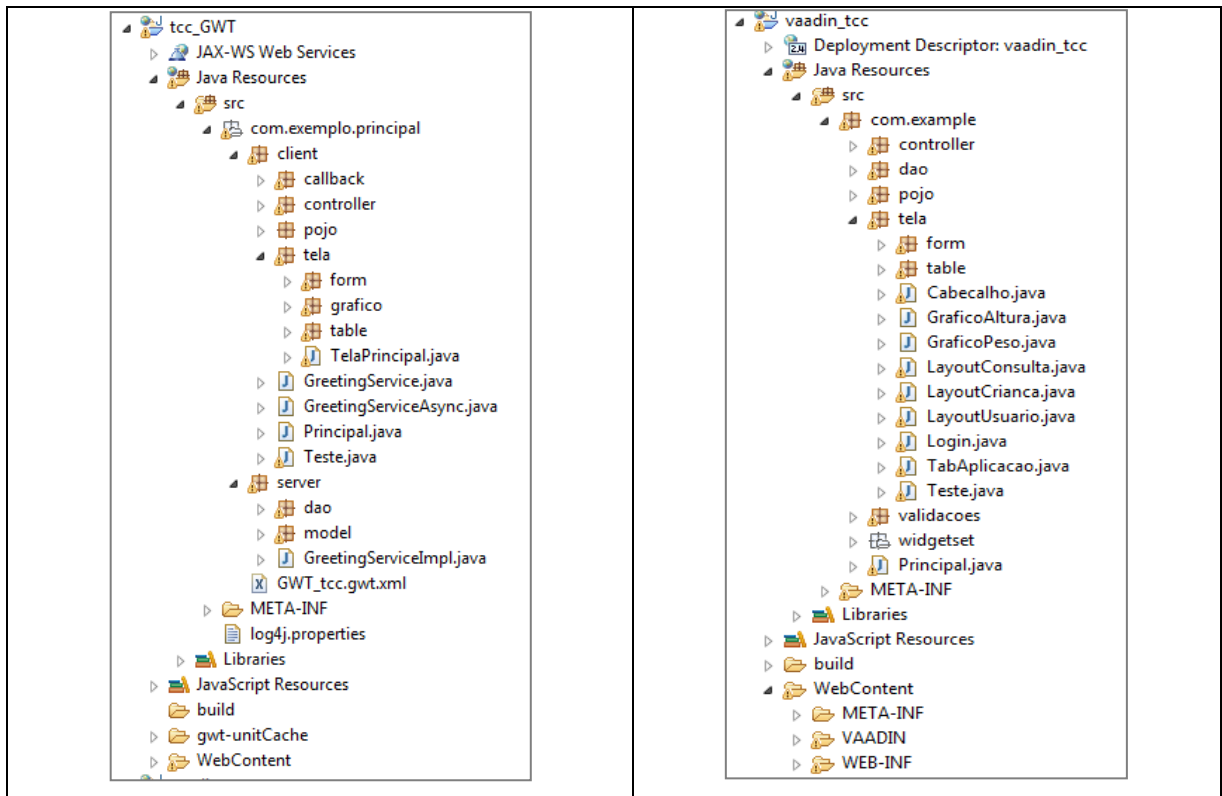 tcc_GWT
JAX-WS Web Services
Java Resources
src
com.exemplo.principal
client
callback
controller
pojo
tela
form
grafico
table
TelaPrincipal.java
GreetingService.java
GreetingServiceAsync.java
Principal.java
Teste.java
server
dao
model
GreetingServiceImpl.java
GWT_tcc.gwt.xml
META-INF
log4j.properties
Libraries
JavaScript Resources
build
gwt-unitCache
WebContent
vaadin_tcc
Deployment Descriptor: vaadin_tcc
Java Resources
src
com.example
controller
dao
pojo
tela
form
table
Cabecalho.java
GraficoAltura.java
GraficoPeso.java
LayoutConsulta.java
LayoutCrianca.java
LayoutUsuario.java
Login.java
TabAplicacao.java
Teste.java
validacoes
widgetset
Principal.java
META-INF
Libraries
JavaScript Resources
build
WebContent
META-INF
VAADIN
WEB-INF